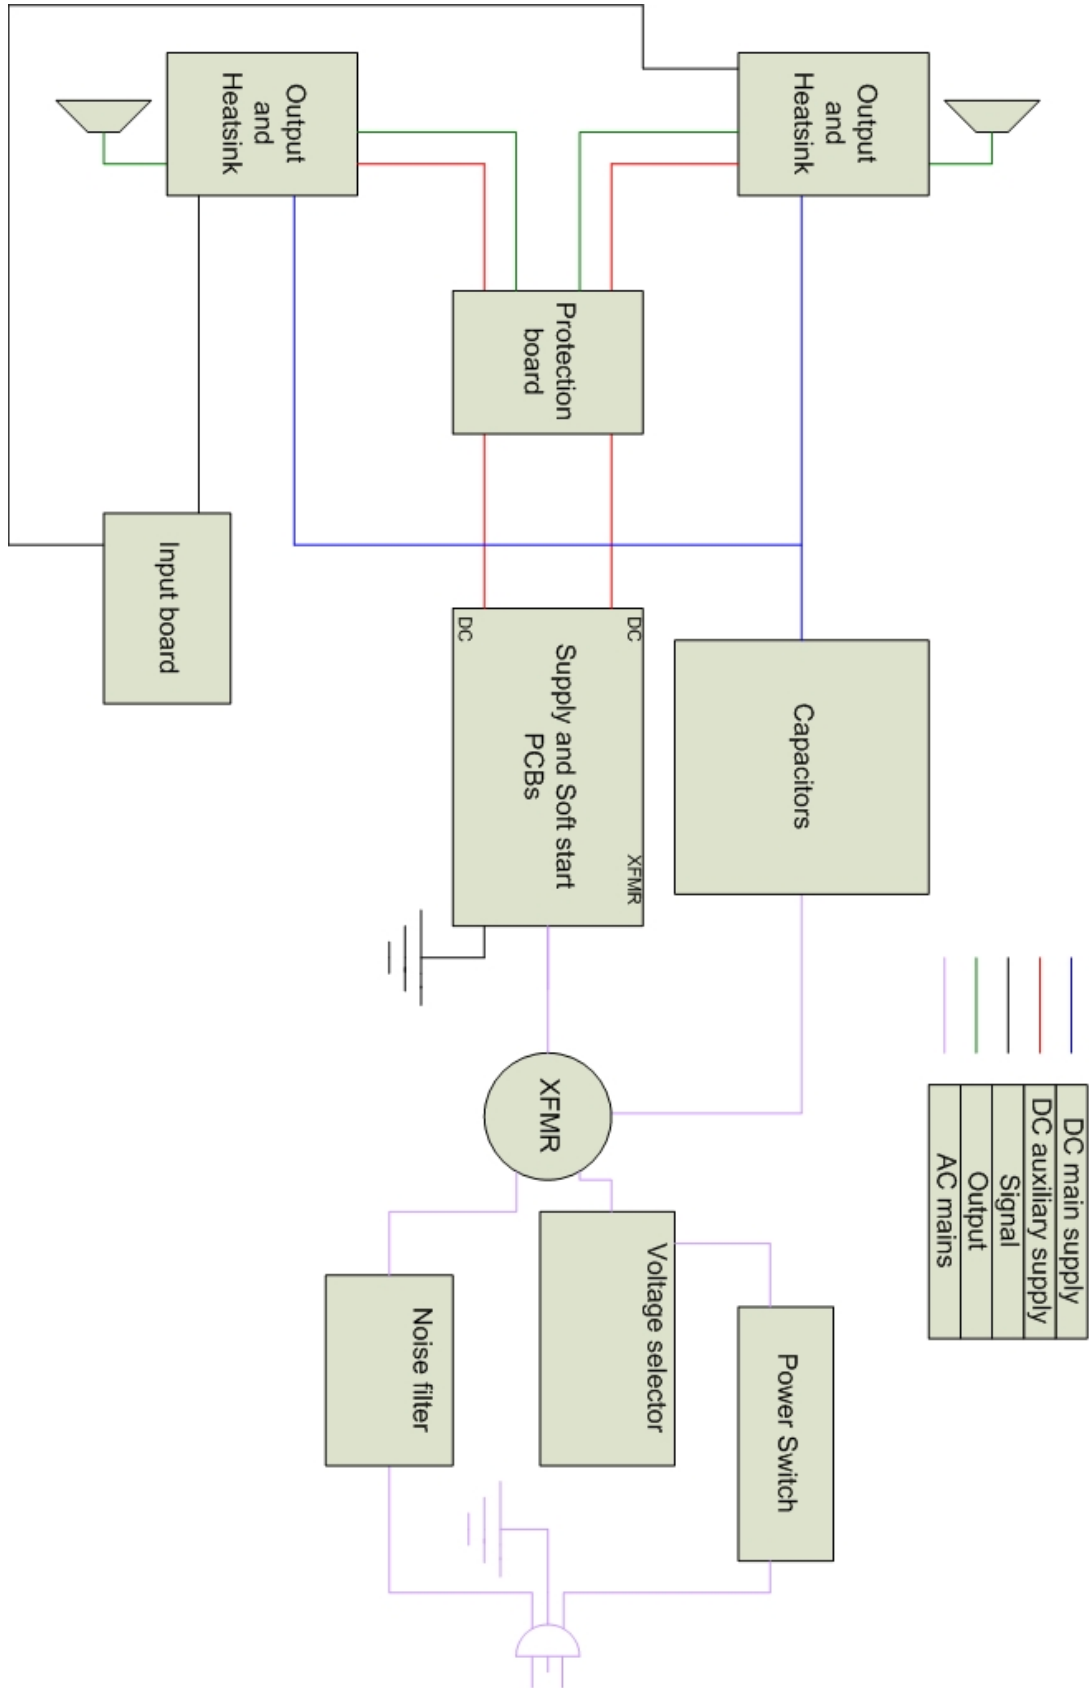 Output
and
Heatsink
Output
and
Heatsink
Protection
board
Input board
DC
DC
Supply and Soft start
PCBs
XFMR
Capacitors
XFMR
DC main supply
DC auxiliary supply
Signal
Output
AC mains
Voltage selector
Noise filter
Power Switch